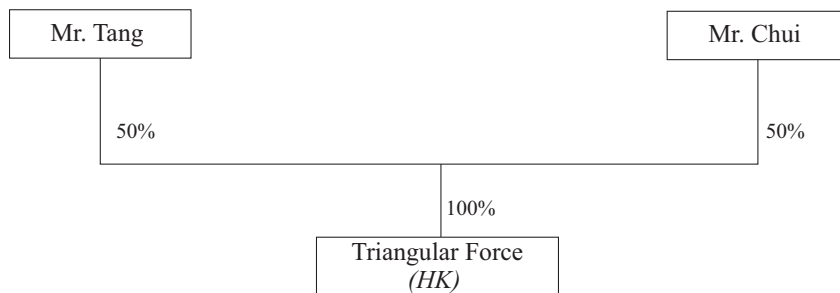 Mr. Tang
Mr. Chui
50%
50%
100%
Triangular Force
(HK)